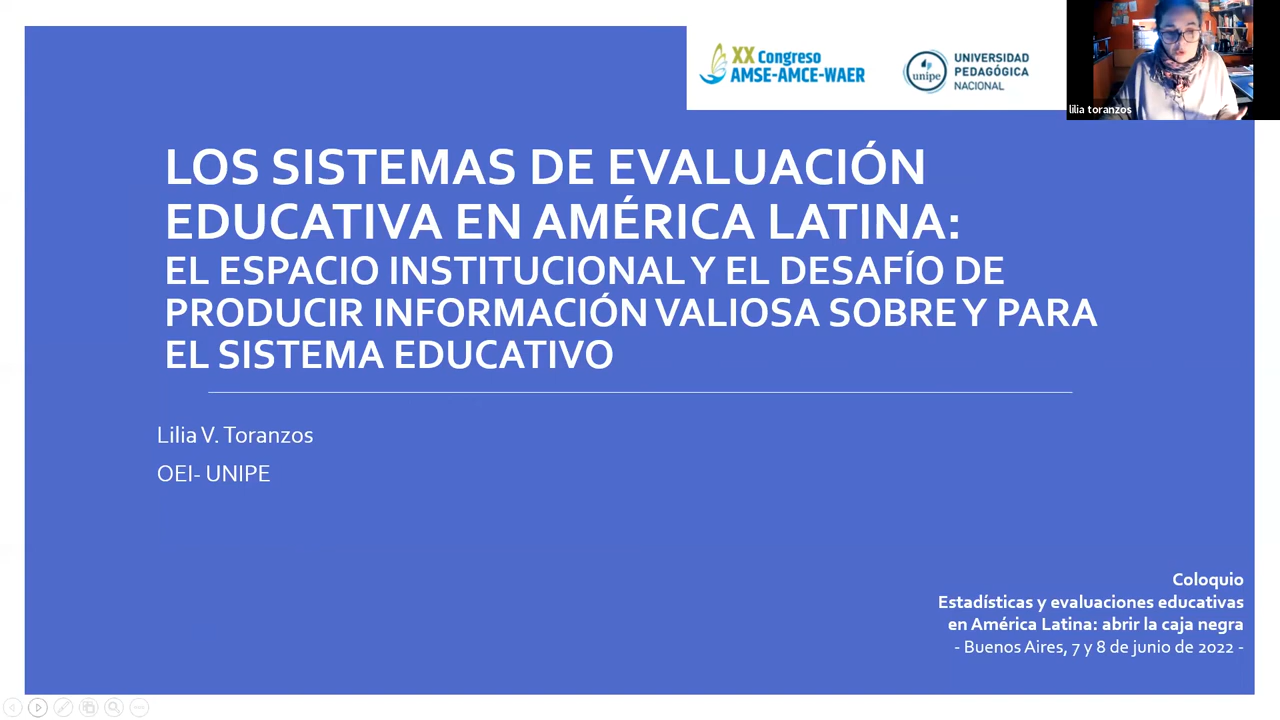 XX Congreso
AMSE-AMCE-WAER
unipe
UNIVERSIDAD
PEDAGÓGICA
NACIONAL
lilia toranzos
LOS SISTEMAS DE EVALUACIÓN
EDUCATIVA EN AMÉRICA LATINA:
EL ESPACIO INSTITUCIONAL Y EL DESAFÍO DE
PRODUCIR INFORMACIÓN VALIOSA SOBRE Y PARA
EL SISTEMA EDUCATIVO
Lilia V. Toranzos
OEI- UNIPE
Coloquio
Estadísticas y evaluaciones educativas
en América Latina: abrir la caja negra
- Buenos Aires, 7 y 8 de junio de 2022 -